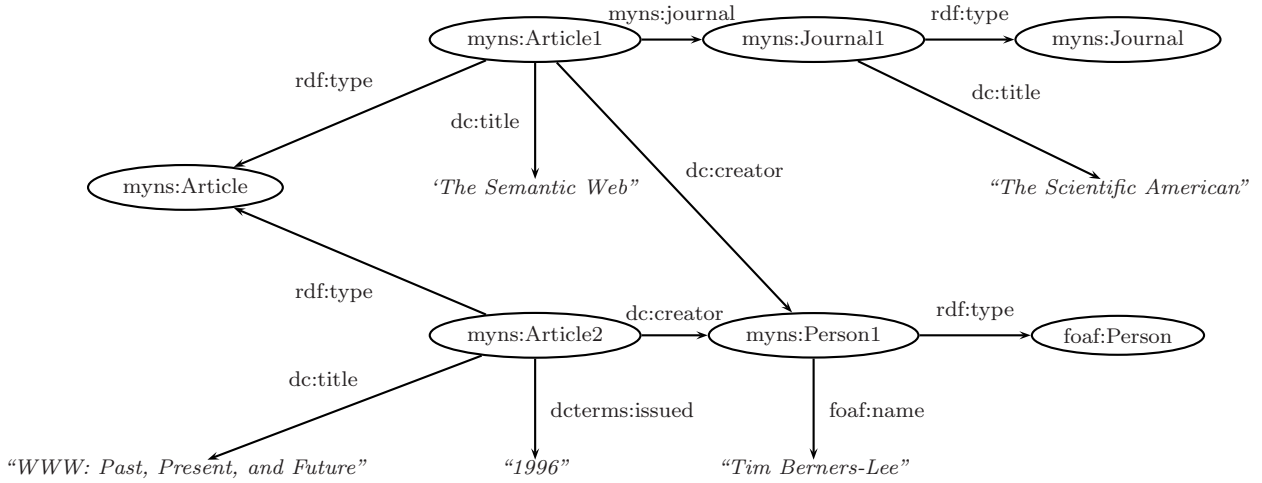 myns:journal
rdf:type
myns:Article1
myns:Journal1
myns:Journal
rdf:type
dc:title
dc:title
dc:creator
myns:Article
‘The Semantic Web”
“The Scientific American”
rdf:type
dc:creator
rdf:type
myns:Article2
myns:Person1
foaf:Person
dc:title
dcterms:issued
foaf:name
“WWW: Past, Present, and Future”
“1996”
“Tim Berners-Lee”